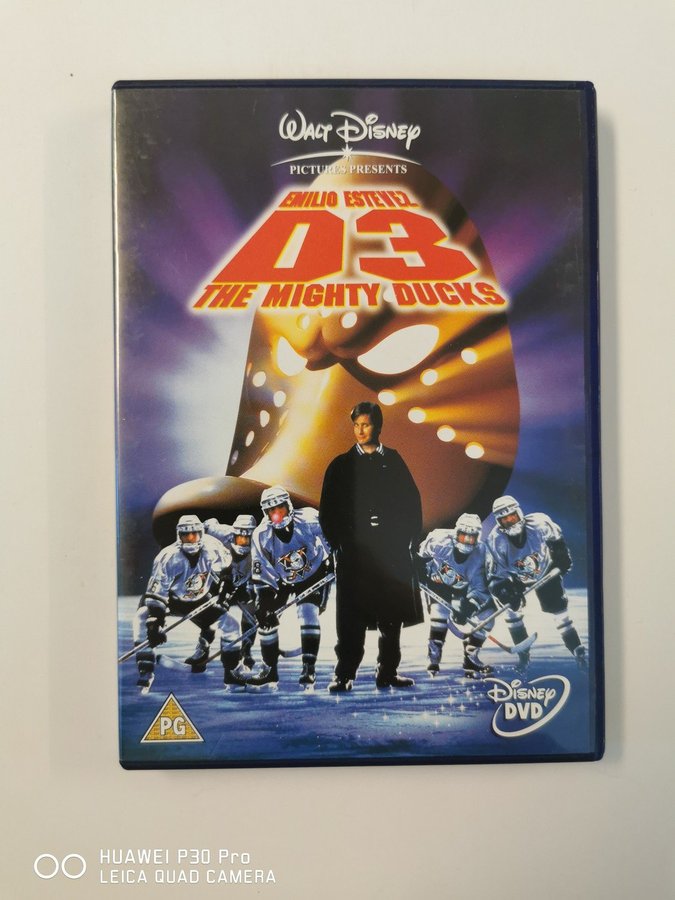 WALT DISNEY
PICTURES PRESENTS
EMILIO ESTEVEZ
D3
THE MIGHTY DUCKS
PG
DISNEY
DVD
HUAWEI P30 Pro
LEICA QUAD CAMERA